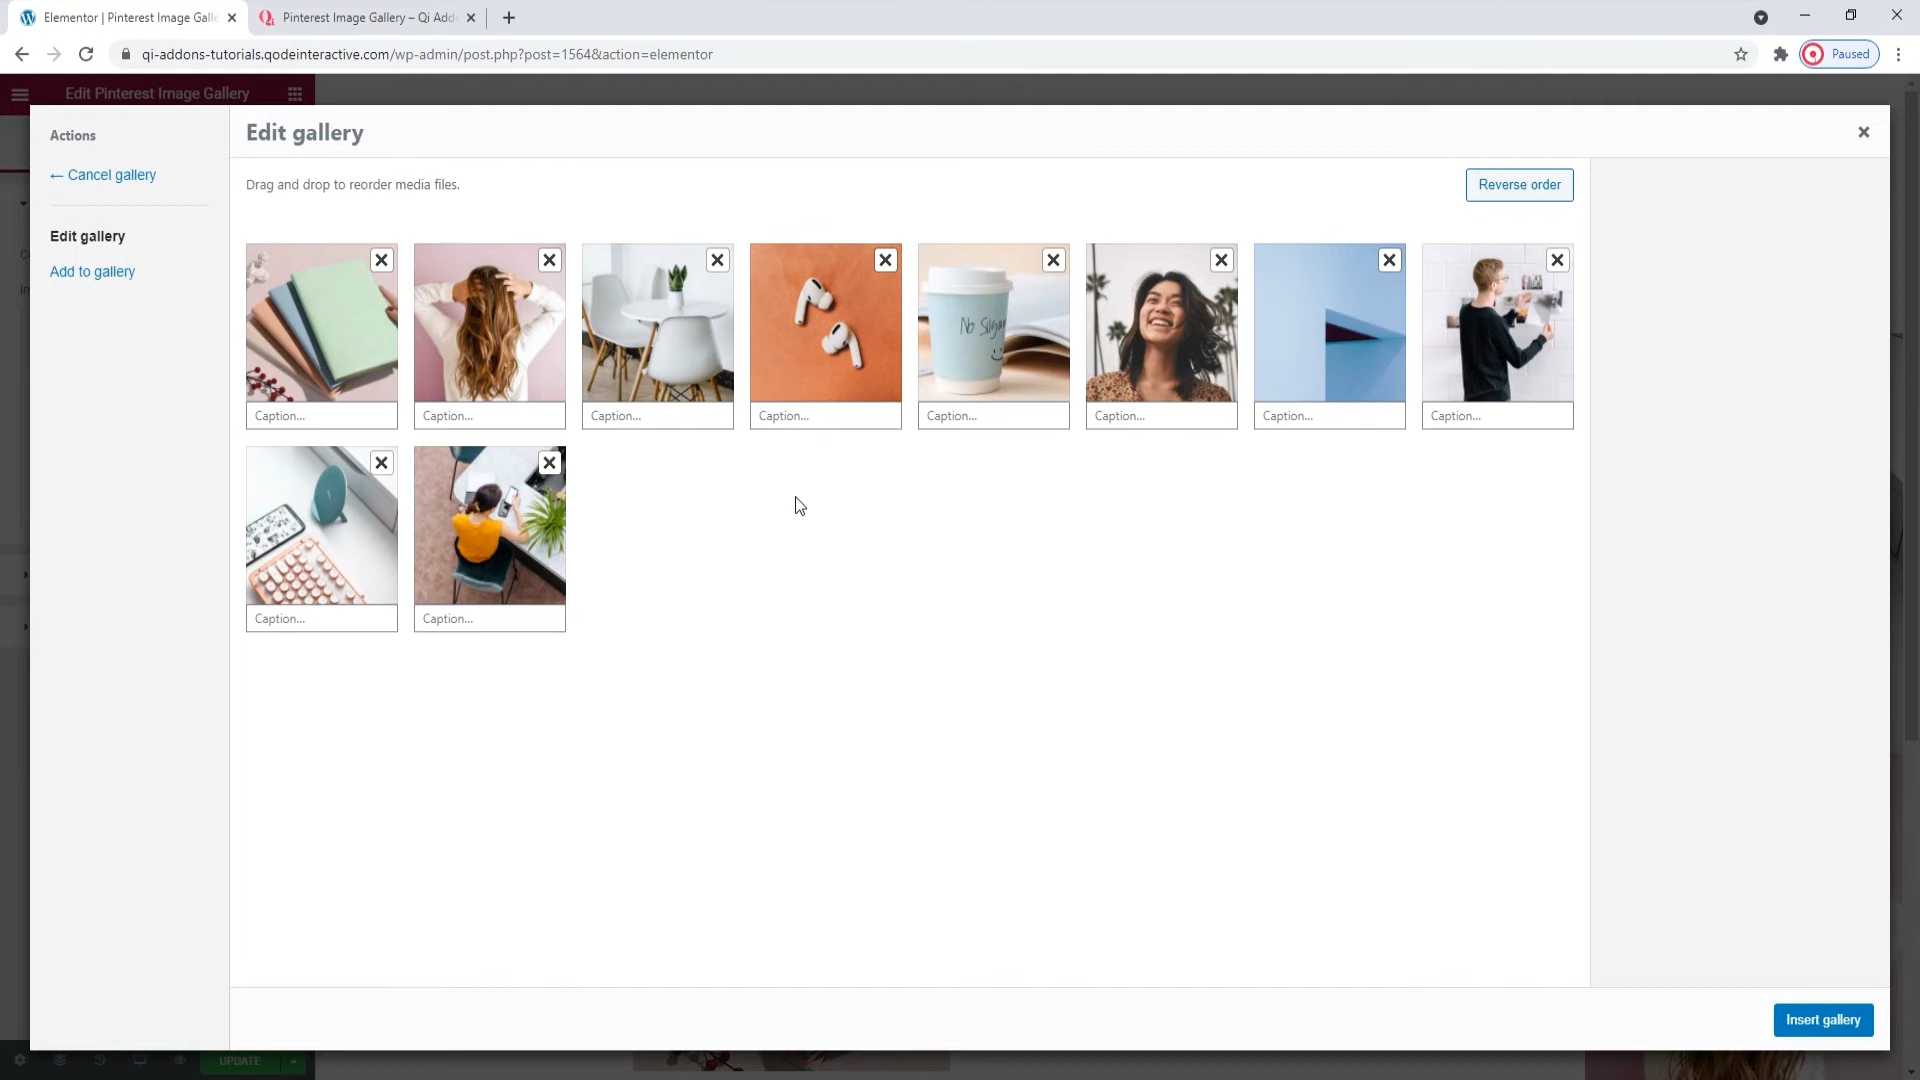 Elementor | Pinterest Image Galle
Pinterest Image Gallery – Qi Add
qi-addons-tutorials.qodeinteractive.com/wp-admin/post.php?post=1564&action=elementor
Paused
Edit Pinterest Image Gallery
Actions
← Cancel gallery
Edit gallery
Add to gallery
Edit gallery
Drag and drop to reorder media files.
Reverse order
No Sugar
Caption...
Caption...
Caption...
Caption...
Caption...
Caption...
Caption...
Caption...
Caption...
Caption...
Insert gallery
UPDATE